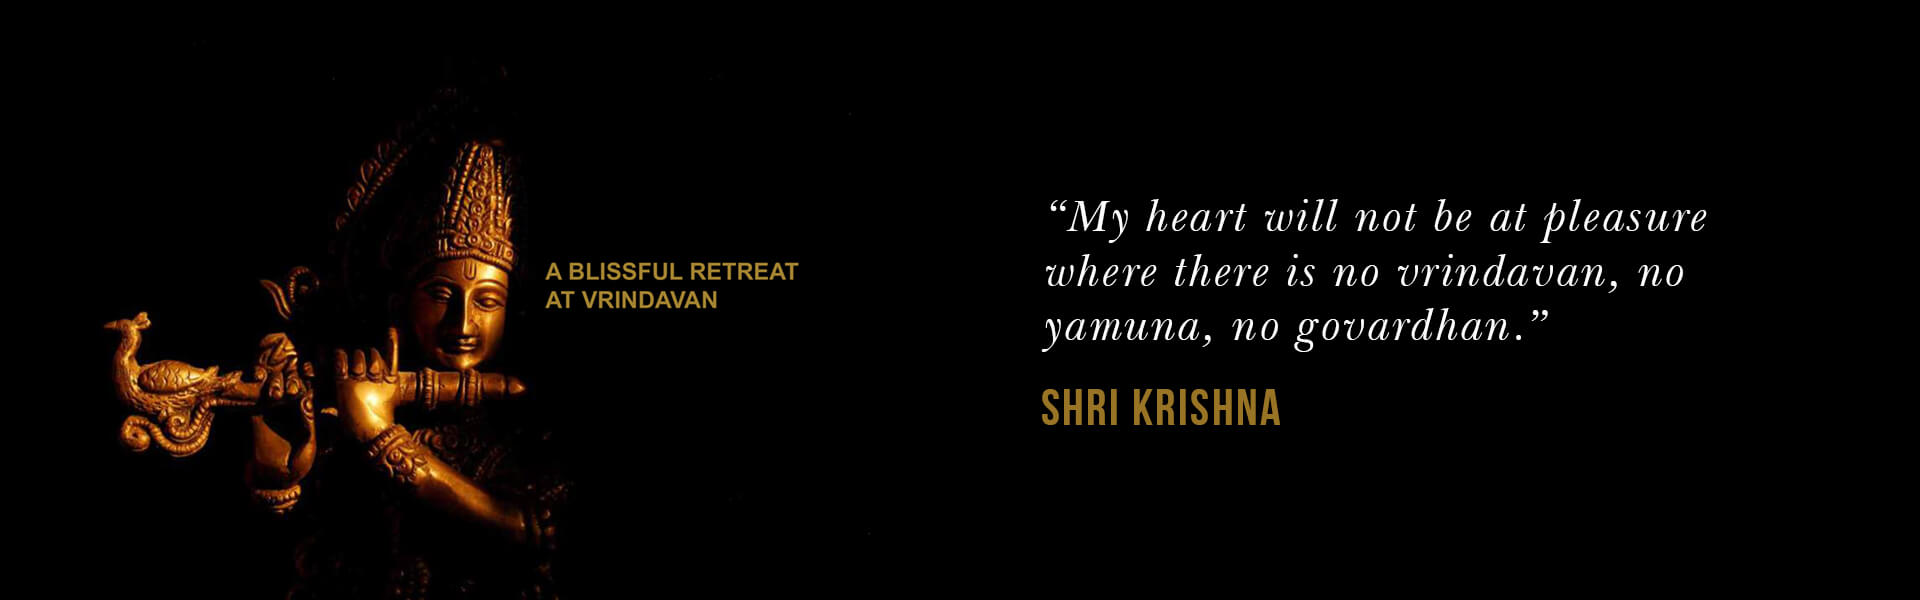 A BLISSFUL RETREAT
AT VRINDAVAN
“My heart will not be at pleasure
where there is no vrindavan, no
yamuna, no govardhan.”
SHRI KRISHNA